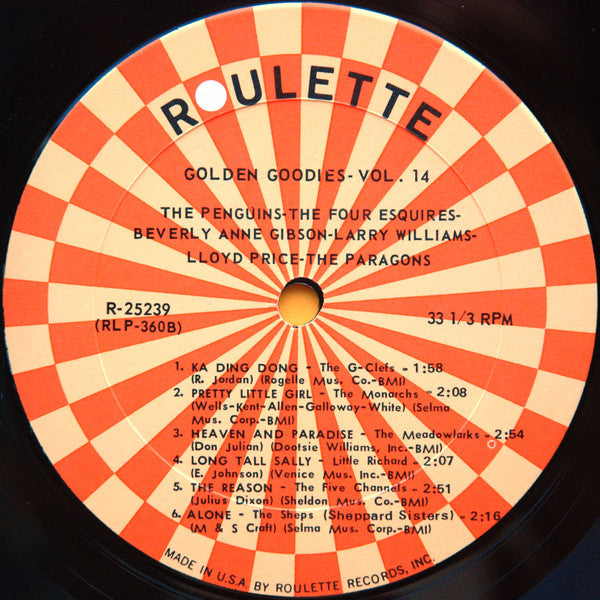 ROULETTE
GOLDEN GOODIES-VOL. 14
THE PENGUINS-THE FOUR ESQUIRES-
BEVERLY ANNE GIBSON-LARRY WILLIAMS-
LLOYD PRICE-THE PARAGONS
R-25239
(RLP-360B)
33 1/3 RPM
1. KA DING DONG - The G-Clefs - 1:58
(R. Jordan) (Rogelle Mus. Co.-BMI)
2. PRETTY LITTLE GIRL - The Monarchs - 2:08
(Wells-Kent-Allen-Galloway-White) (Selma
Mus. Corp.-BMI)
3. HEAVEN AND PARADISE - The Meadowlarks - 2:54
(Don Julian) (Dootsie Williams, Inc.-BMI)
4. LONG TALL SALLY - Little Richard - 2:07
(E. Johnson) (Venice Mus. Inc.-BMI)
5. THE REASON - The Five Channels - 2:51
(Julius Dixon) (Sheldon Mus. Corp.-BMI)
6. ALONE - The Sheps (Sheppard Sisters) - 2:16
(M & S Craft) (Selma Mus. Corp.-BMI)
MADE IN U.S.A. BY ROULETTE RECORDS, INC.